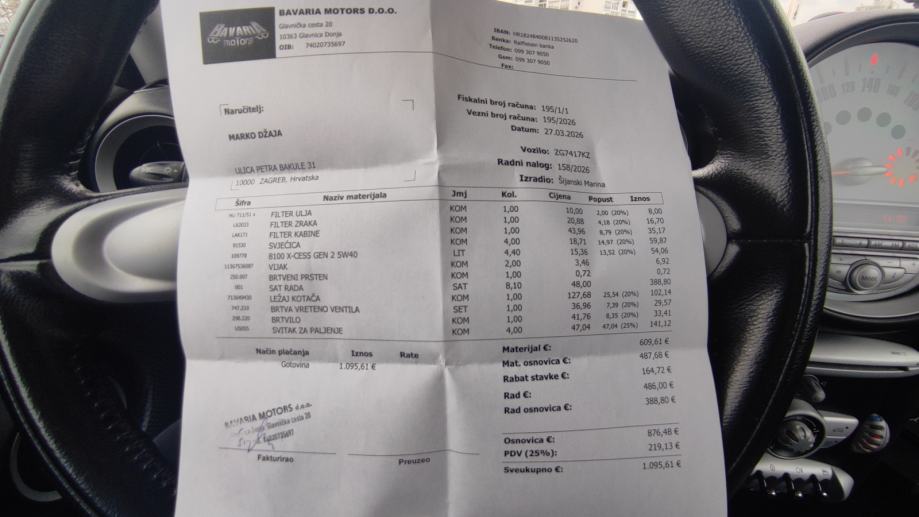 BAVARIA
motors
BAVARIA MOTORS D.O.O.
Glavnička cesta 20
10363 Glavnica Donja
OIB: 74020735697
Banka: Raiffeisen banka
Telefon: 099 307 9050
Gsm: 099 307 9050
Fax:
Naručitelj:
MARKO DŽAJA
ULICA PETRA BAKULE 31
10000 ZAGREB, Hrvatska
Fiskalni broj računa: 195/1/1
Vezni broj računa: 195/2026
Datum: 27.03.2026
Vozilo: ZG7417KZ
Radni nalog: 158/2026
Izradio: Šijanski Marina
Šifra Naziv materijala Jmj Kol. Cijena Popust Iznos
FILTER ULJA KOM 1,00 10,00 2,00 (20%) 8,00
FILTER ZRAKA KOM 1,00 20,88 4,18 (20%) 16,70
FILTER KABINE KOM 1,00 43,96 8,79 (20%) 35,17
SVJEĆICA KOM 4,00 18,71 14,97 (20%) 59,87
8100 X-CESS GEN 2 5W40 LIT 4,40 15,36 13,52 (20%) 54,06
VIJAK KOM 2,00 3,46 6,92
BRTVENI PRSTEN KOM 1,00 0,72 0,72
001 SAT RADA SAT 8,10 48,00 388,80
LEŽAJ KOTAČA KOM 1,00 127,68 25,54 (20%) 102,14
BRTVA VRETENO VENTILA SET 1,00 36,96 7,39 (20%) 29,57
BRTVILO KOM 1,00 41,76 8,35 (20%) 33,41
SVITAK ZA PALJENJE KOM 4,00 47,04 47,04 (25%) 141,12
Način plaćanja Iznos Rate
Gotovina 1.095,61 €
Materijal €: 609,61 €
Mat. osnovica €: 487,68 €
Rabat stavke €: 164,72 €
Rad €: 486,00 €
Rad osnovica €: 388,80 €
Osnovica €: 876,48 €
PDV (25%): 219,13 €
Sveukupno €: 1.095,61 €
BAVARIA MOTORS d.o.o.
Glavnička cesta 20
Fakturirao
Preuzeo
140